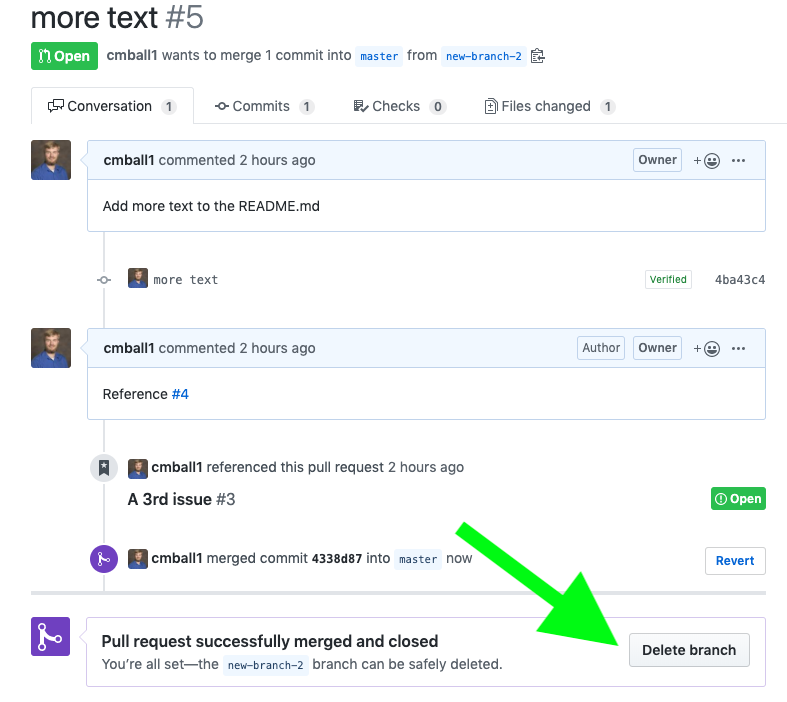 more text #5
Open cmball1 wants to merge 1 commit into master from new-branch-2
Conversation 1 Commits 1 Checks 0 Files changed 1
cmball1 commented 2 hours ago Owner + ...
Add more text to the README.md
more text Verified 4ba43c4
cmball1 commented 2 hours ago Author Owner + ...
Reference #4
cmball1 referenced this pull request 2 hours ago
A 3rd issue #3 Open
cmball1 merged commit 4338d87 into master now Revert
Pull request successfully merged and closed
You’re all set—the new-branch-2 branch can be safely deleted.
Delete branch